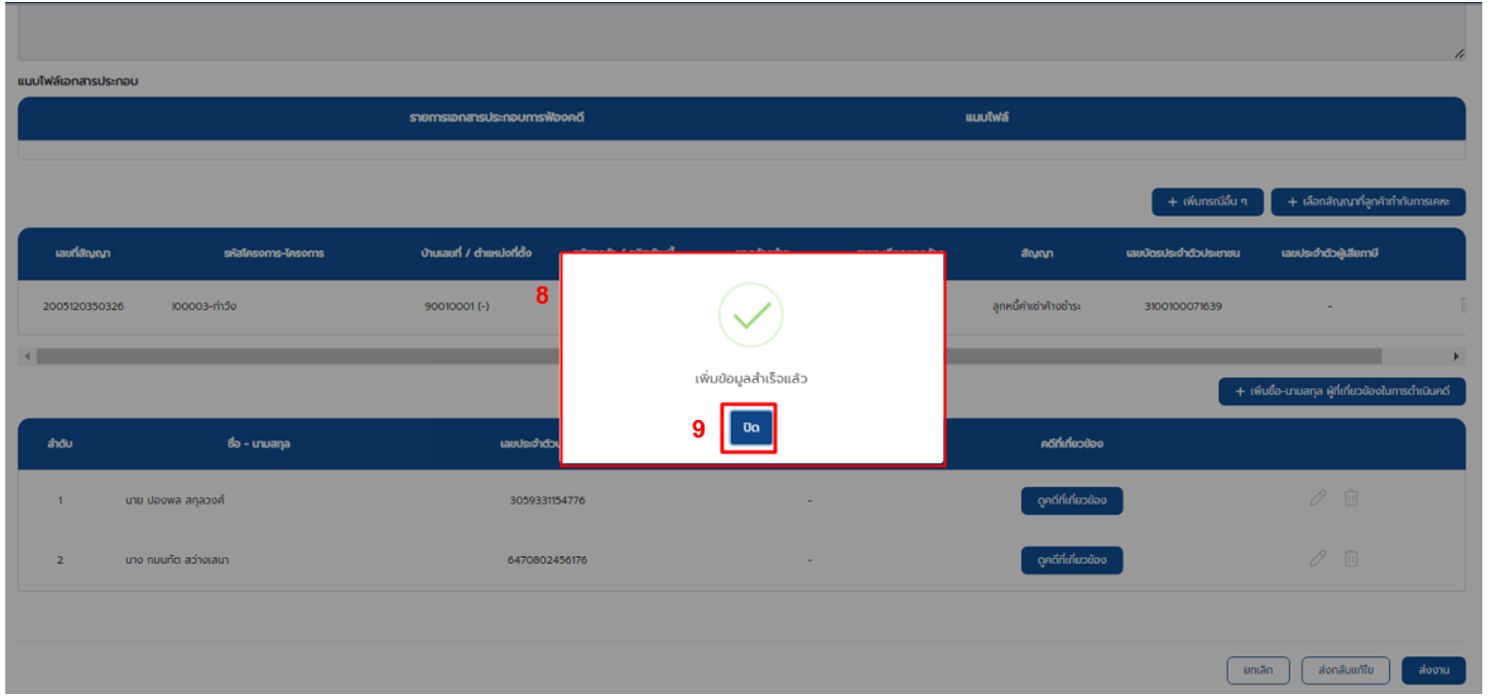 แนบไฟล์เอกสารประกอบ
รายการเอกสารประกอบการฟ้องคดี แนบไฟล์
+ เพิ่มกรณีอื่น ๆ + เลือกสัญญาที่ลูกค้าทำกับการเคหะ
เลขที่สัญญา รหัสโครงการ-โครงการ บ้านเลขที่ / ตำแหน่งที่ตั้ง สัญญา เลขบัตรประจำตัวประชาชน เลขประจำตัวผู้เสียภาษี
2005120350326 I00003-ท่าวัง 90010001 (-) 8 ลูกหนี้ค่าเช่าค้างชำระ 3100100071639 -
เพิ่มข้อมูลสำเร็จแล้ว
+ เพิ่มชื่อ-นามสกุล ผู้ที่เกี่ยวข้องในการดำเนินคดี
9 ปิด
ลำดับ ชื่อ - นามสกุล คดีที่เกี่ยวข้อง
1 นาย ปองพล สกุลวงศ์ 3059331154776 - ดูคดีที่เกี่ยวข้อง
2 นาง กมนทัต สว่างเสนา 6470802456176 - ดูคดีที่เกี่ยวข้อง
ยกเลิก ส่งกลับแก้ไข ส่งงาน